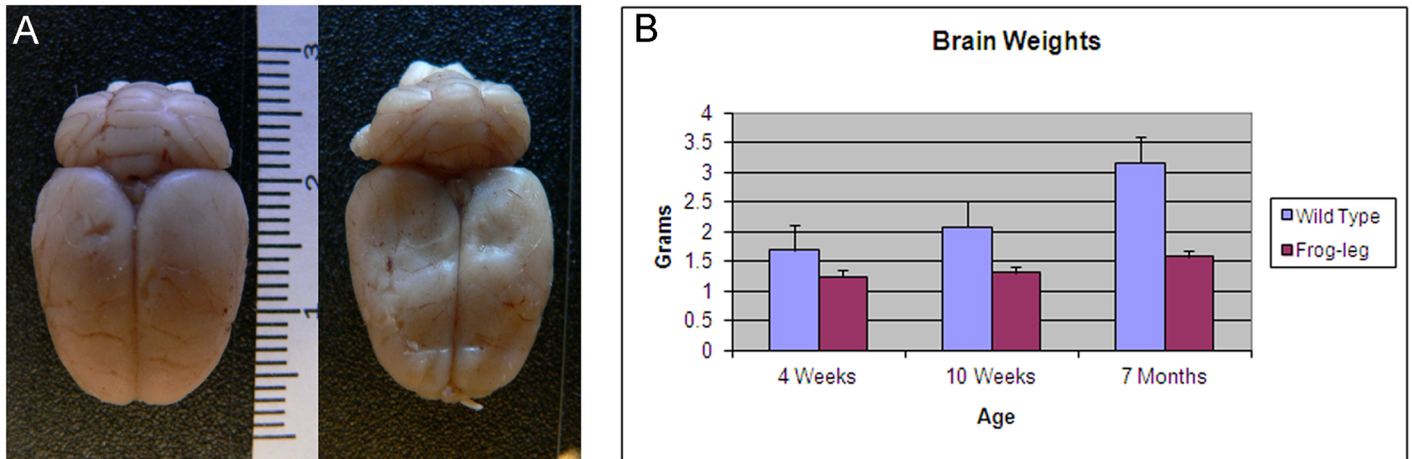 A
3
2
1
B
Brain Weights
4
3.5
3
2.5
2
1.5
1
0.5
0
Grams
4 Weeks
10 Weeks
7 Months
Age
Wild Type
Frog-leg